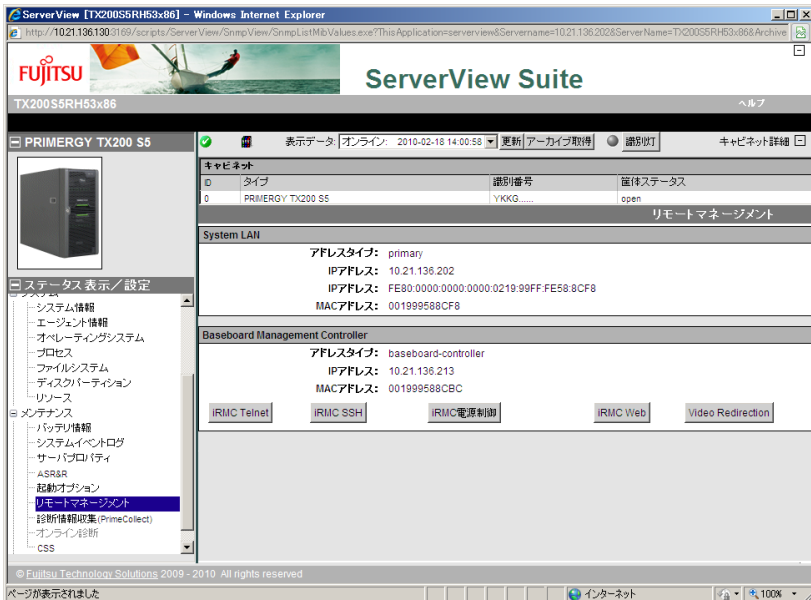 ServerView [TX200S5RH53x86] - Windows Internet Explorer
http://10.21.136.130:3169/scripts/ServerView/SnmpView/SnmpListMibValues.exe?ThisApplication=serverview&Servername=10.21.136.202&ServerName=TX200S5RH53x86&Archive
FUJITSU
ServerView Suite
TX200S5RH53x86 ヘルプ
PRIMERGY TX200 S5
表示データ: オンライン: 2010-02-18 14:00:58 更新 アーカイブ取得 識別灯 キャビネット詳細
キャビネット
ID タイプ 識別番号 筐体ステータス
0 PRIMERGY TX200 S5 YKKG...... open
リモートマネージメント
System LAN
アドレスタイプ: primary
IPアドレス: 10.21.136.202
IPアドレス: FE80:0000:0000:0000:0219:99FF:FE58:8CF8
MACアドレス: 001999588CF8
Baseboard Management Controller
アドレスタイプ: baseboard-controller
IPアドレス: 10.21.136.213
MACアドレス: 001999588CBC
iRMC Telnet iRMC SSH iRMC電源制御 iRMC Web Video Redirection
ステータス表示／設定
システム
システム情報
エージェント情報
オペレーティングシステム
プロセス
ファイルシステム
ディスクパーティション
リソース
メンテナンス
バッテリ情報
システムイベントログ
サーバプロパティ
ASR&R
起動オプション
リモートマネージメント
診断情報収集(PrimeCollect)
オンライン診断
CSS
© Fujitsu Technology Solutions 2009 - 2010 All rights reserved
ページが表示されました インターネット 100%